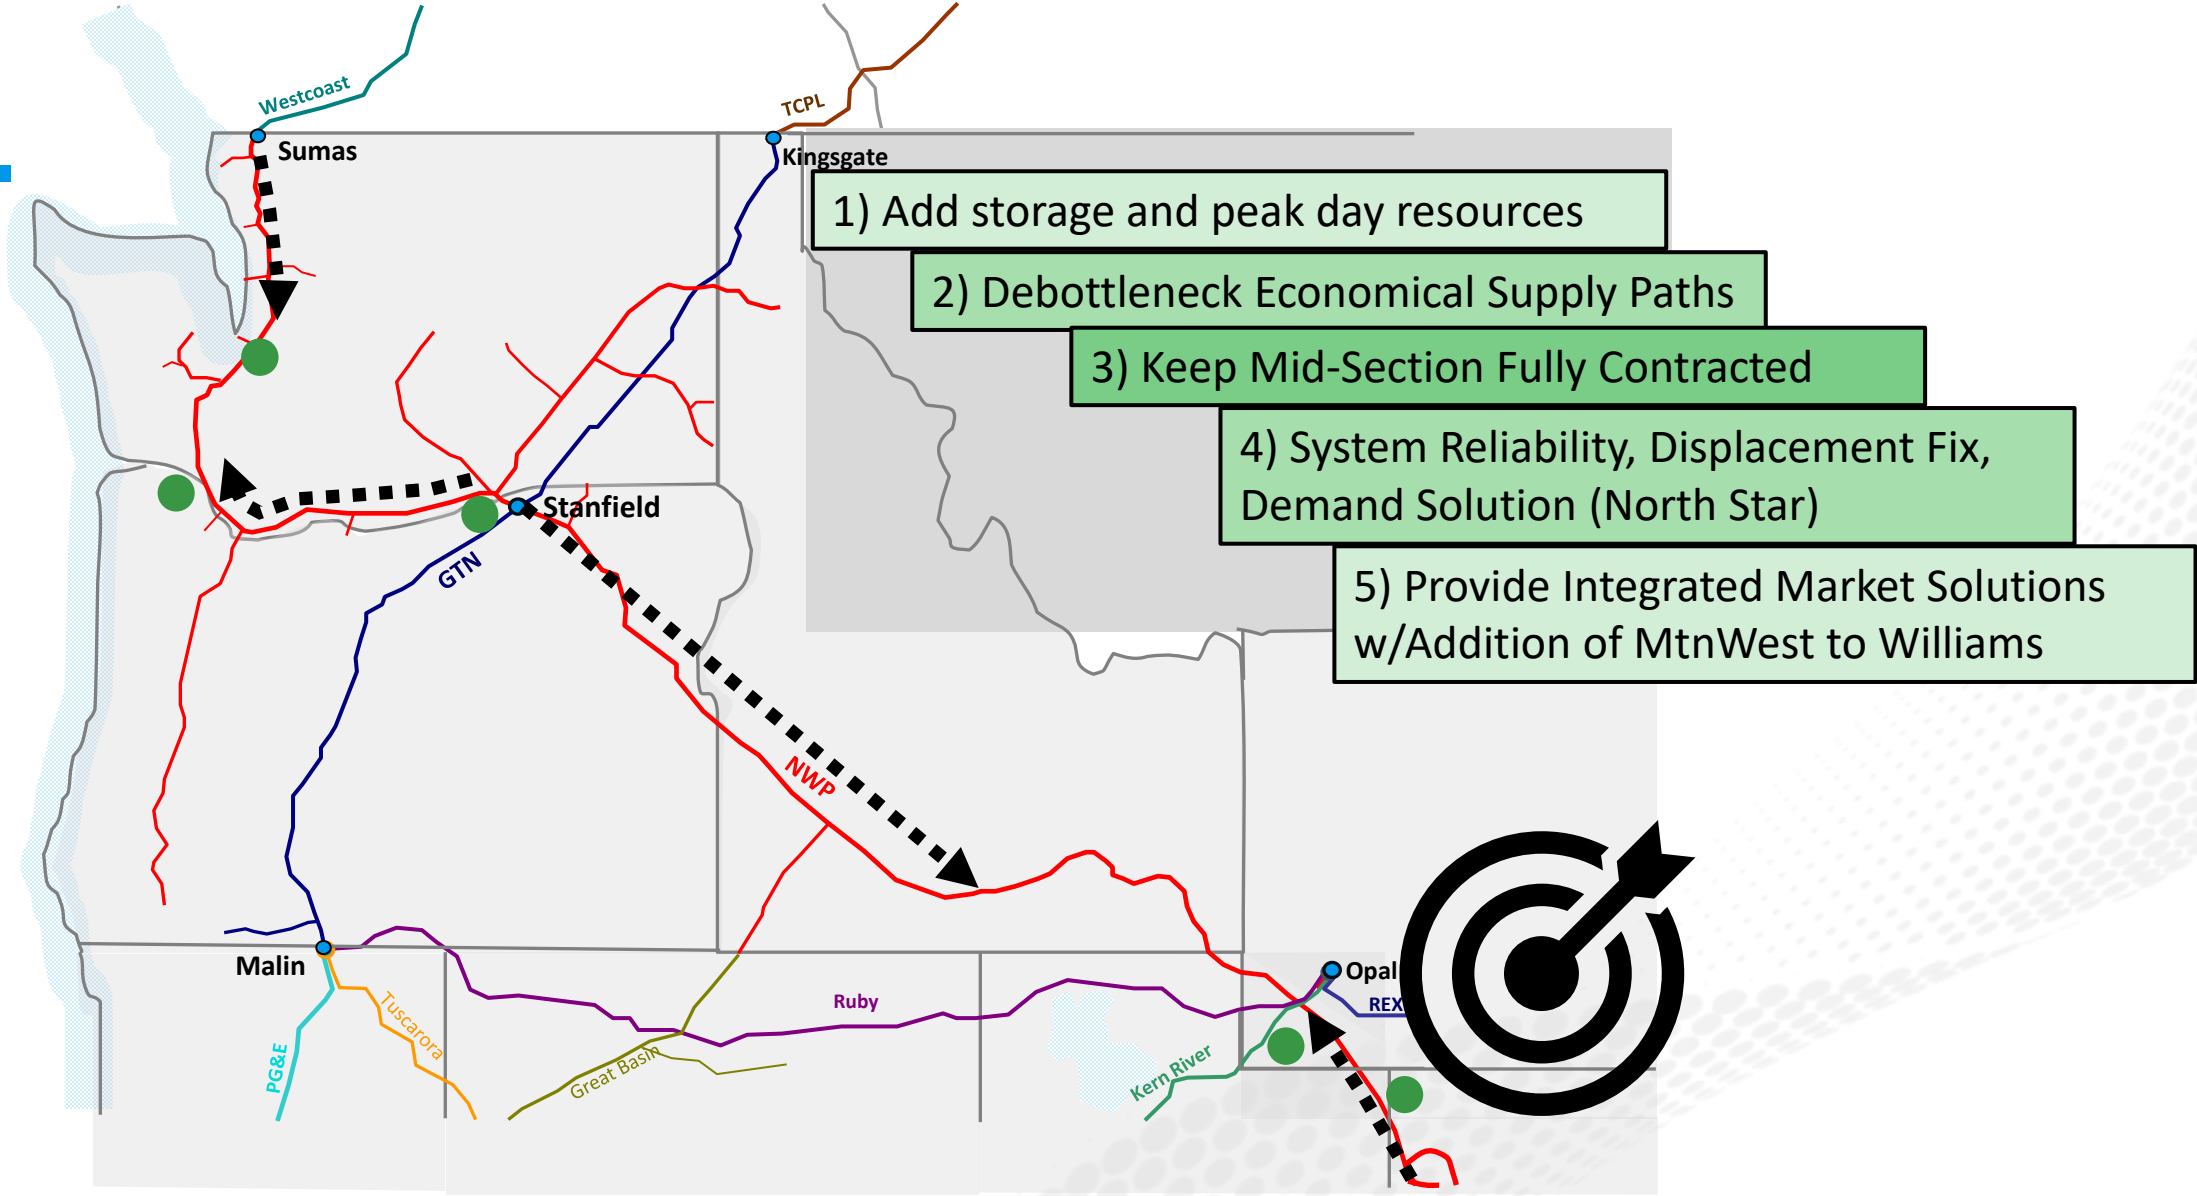 Westcoast
TCPL
Sumas
Kingsgate
1) Add storage and peak day resources
2) Debottleneck Economical Supply Paths
3) Keep Mid-Section Fully Contracted
4) System Reliability, Displacement Fix,
Demand Solution (North Star)
Stanfield
GTN
5) Provide Integrated Market Solutions
w/Addition of MtnWest to Williams
NWP
Malin
Opal
Tuscarora
Ruby
REX
PG&E
Great Basin
Kern River